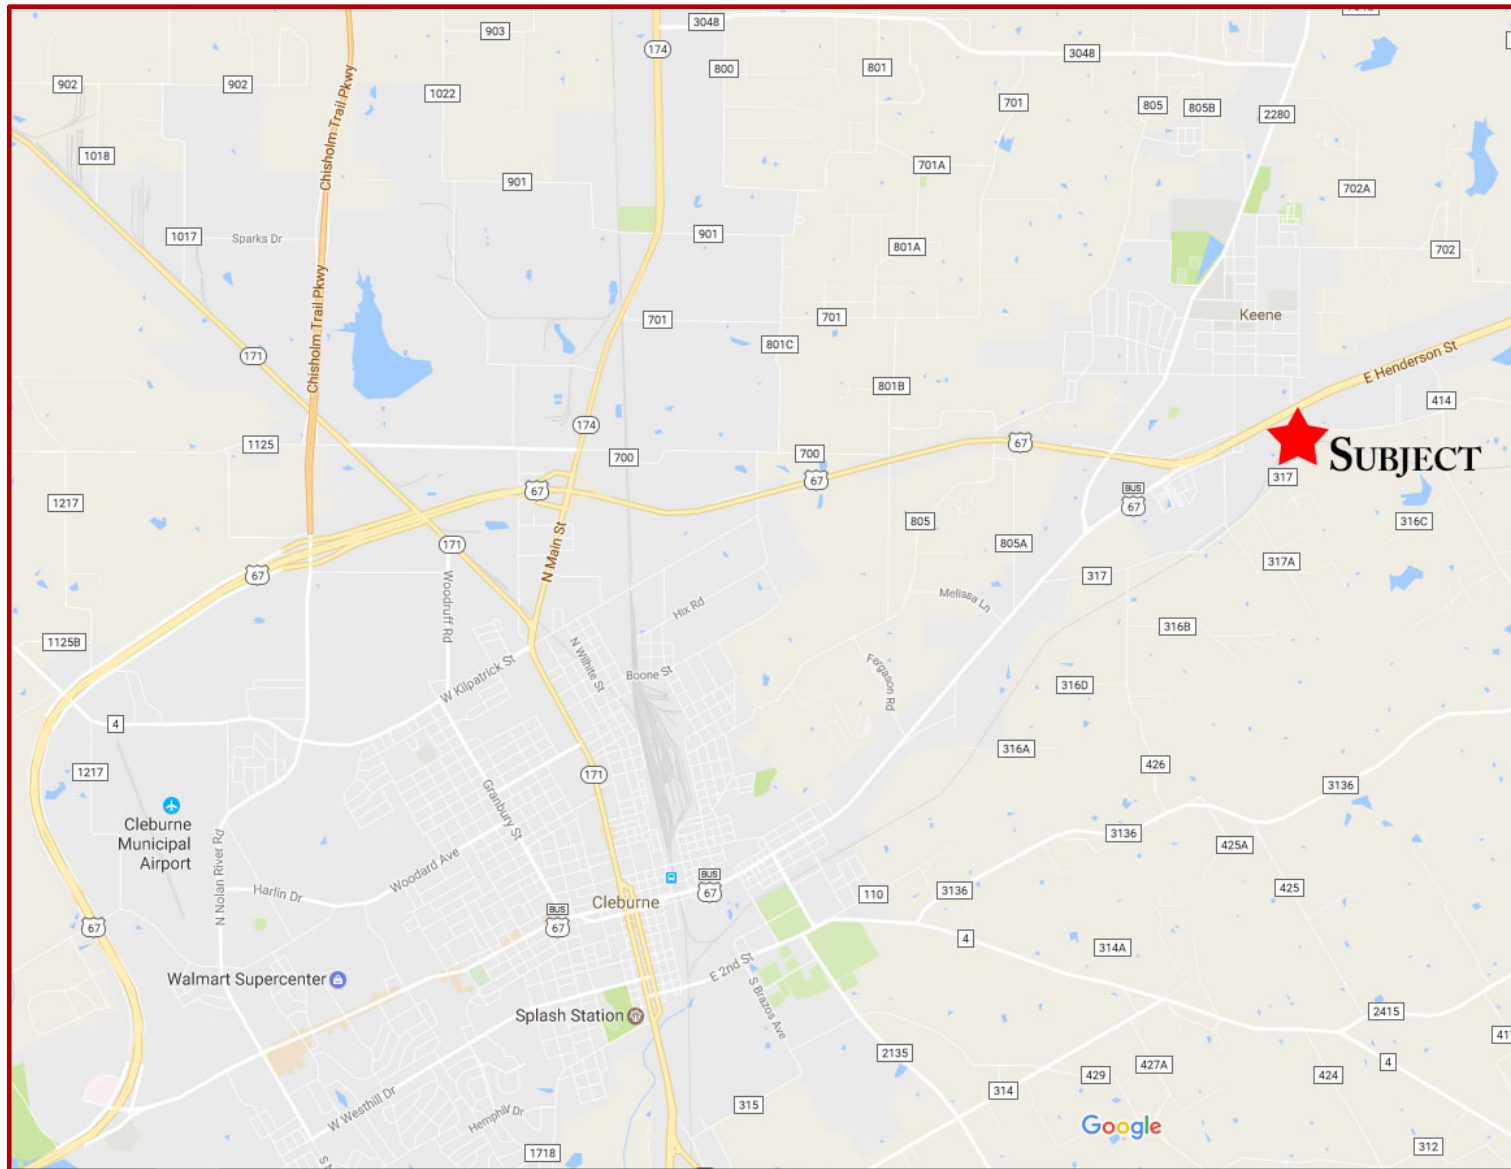 903
3048
174
3048
902
902
800
801
1022
701
805
805B
2280
Chisholm Trail Pkwy
1018
701A
901
702A
1017
Sparks Dr
901
801A
702
Chisholm Trail Pkwy
701
701
Keene
801C
171
E Henderson St
801B
414
174
1125
700
700
67
SUBJECT
67
67
317
BUS
67
1217
805
316C
N Main St
171
805A
317A
67
317
Woodruff Rd
Melissa Ln
Hix Rd
1125B
316B
N Wilhite St
Boone St
W Kilpatrick St
Fergason Rd
316D
4
316A
426
1217
171
3136
Cleburne
Municipal
Airport
Granbury St
3136
425A
N Nolan River Rd
Woodard Ave
Harlin Dr
BUS
67
110
3136
425
Cleburne
BUS
67
67
4
314A
E 2nd St
Walmart Supercenter
S Brazos Ave
Splash Station
2415
2135
427A
4
429
424
314
W Westhill Dr
315
Hemphill Dr
Google
1718
312